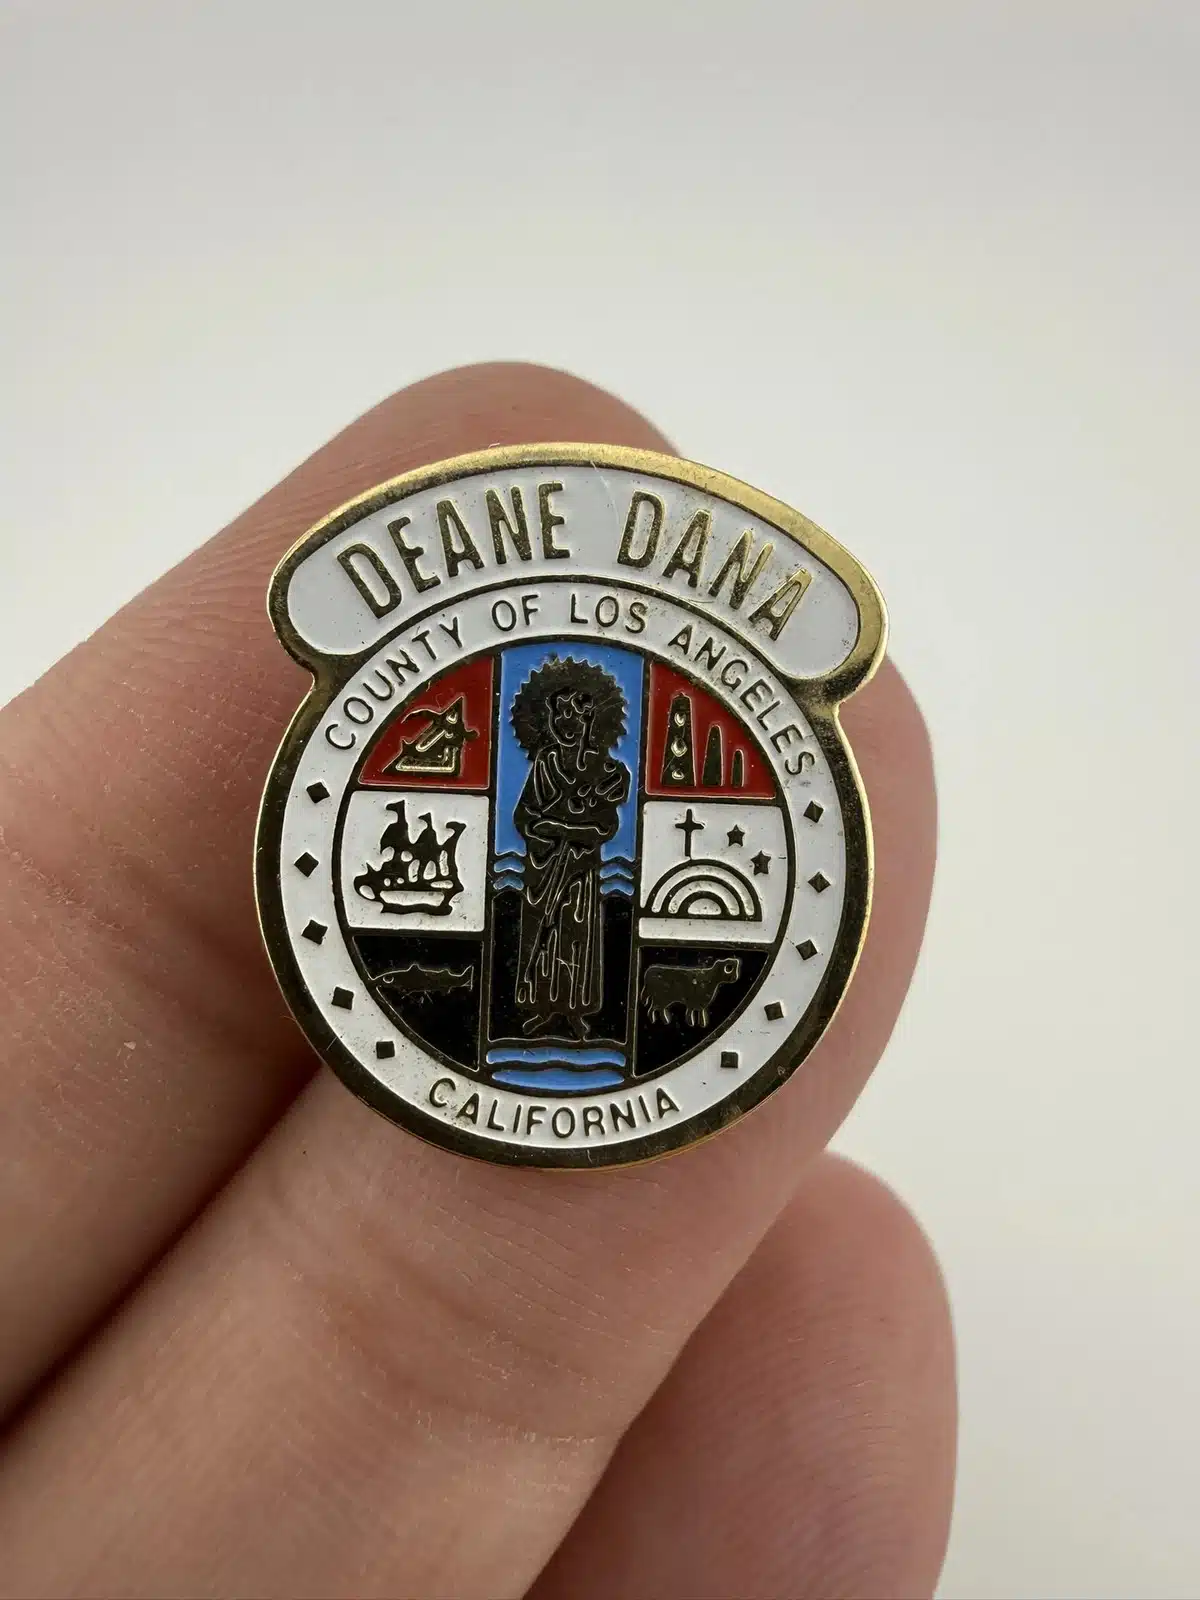 DEANE DANA
COUNTY OF LOS ANGELES
CALIFORNIA